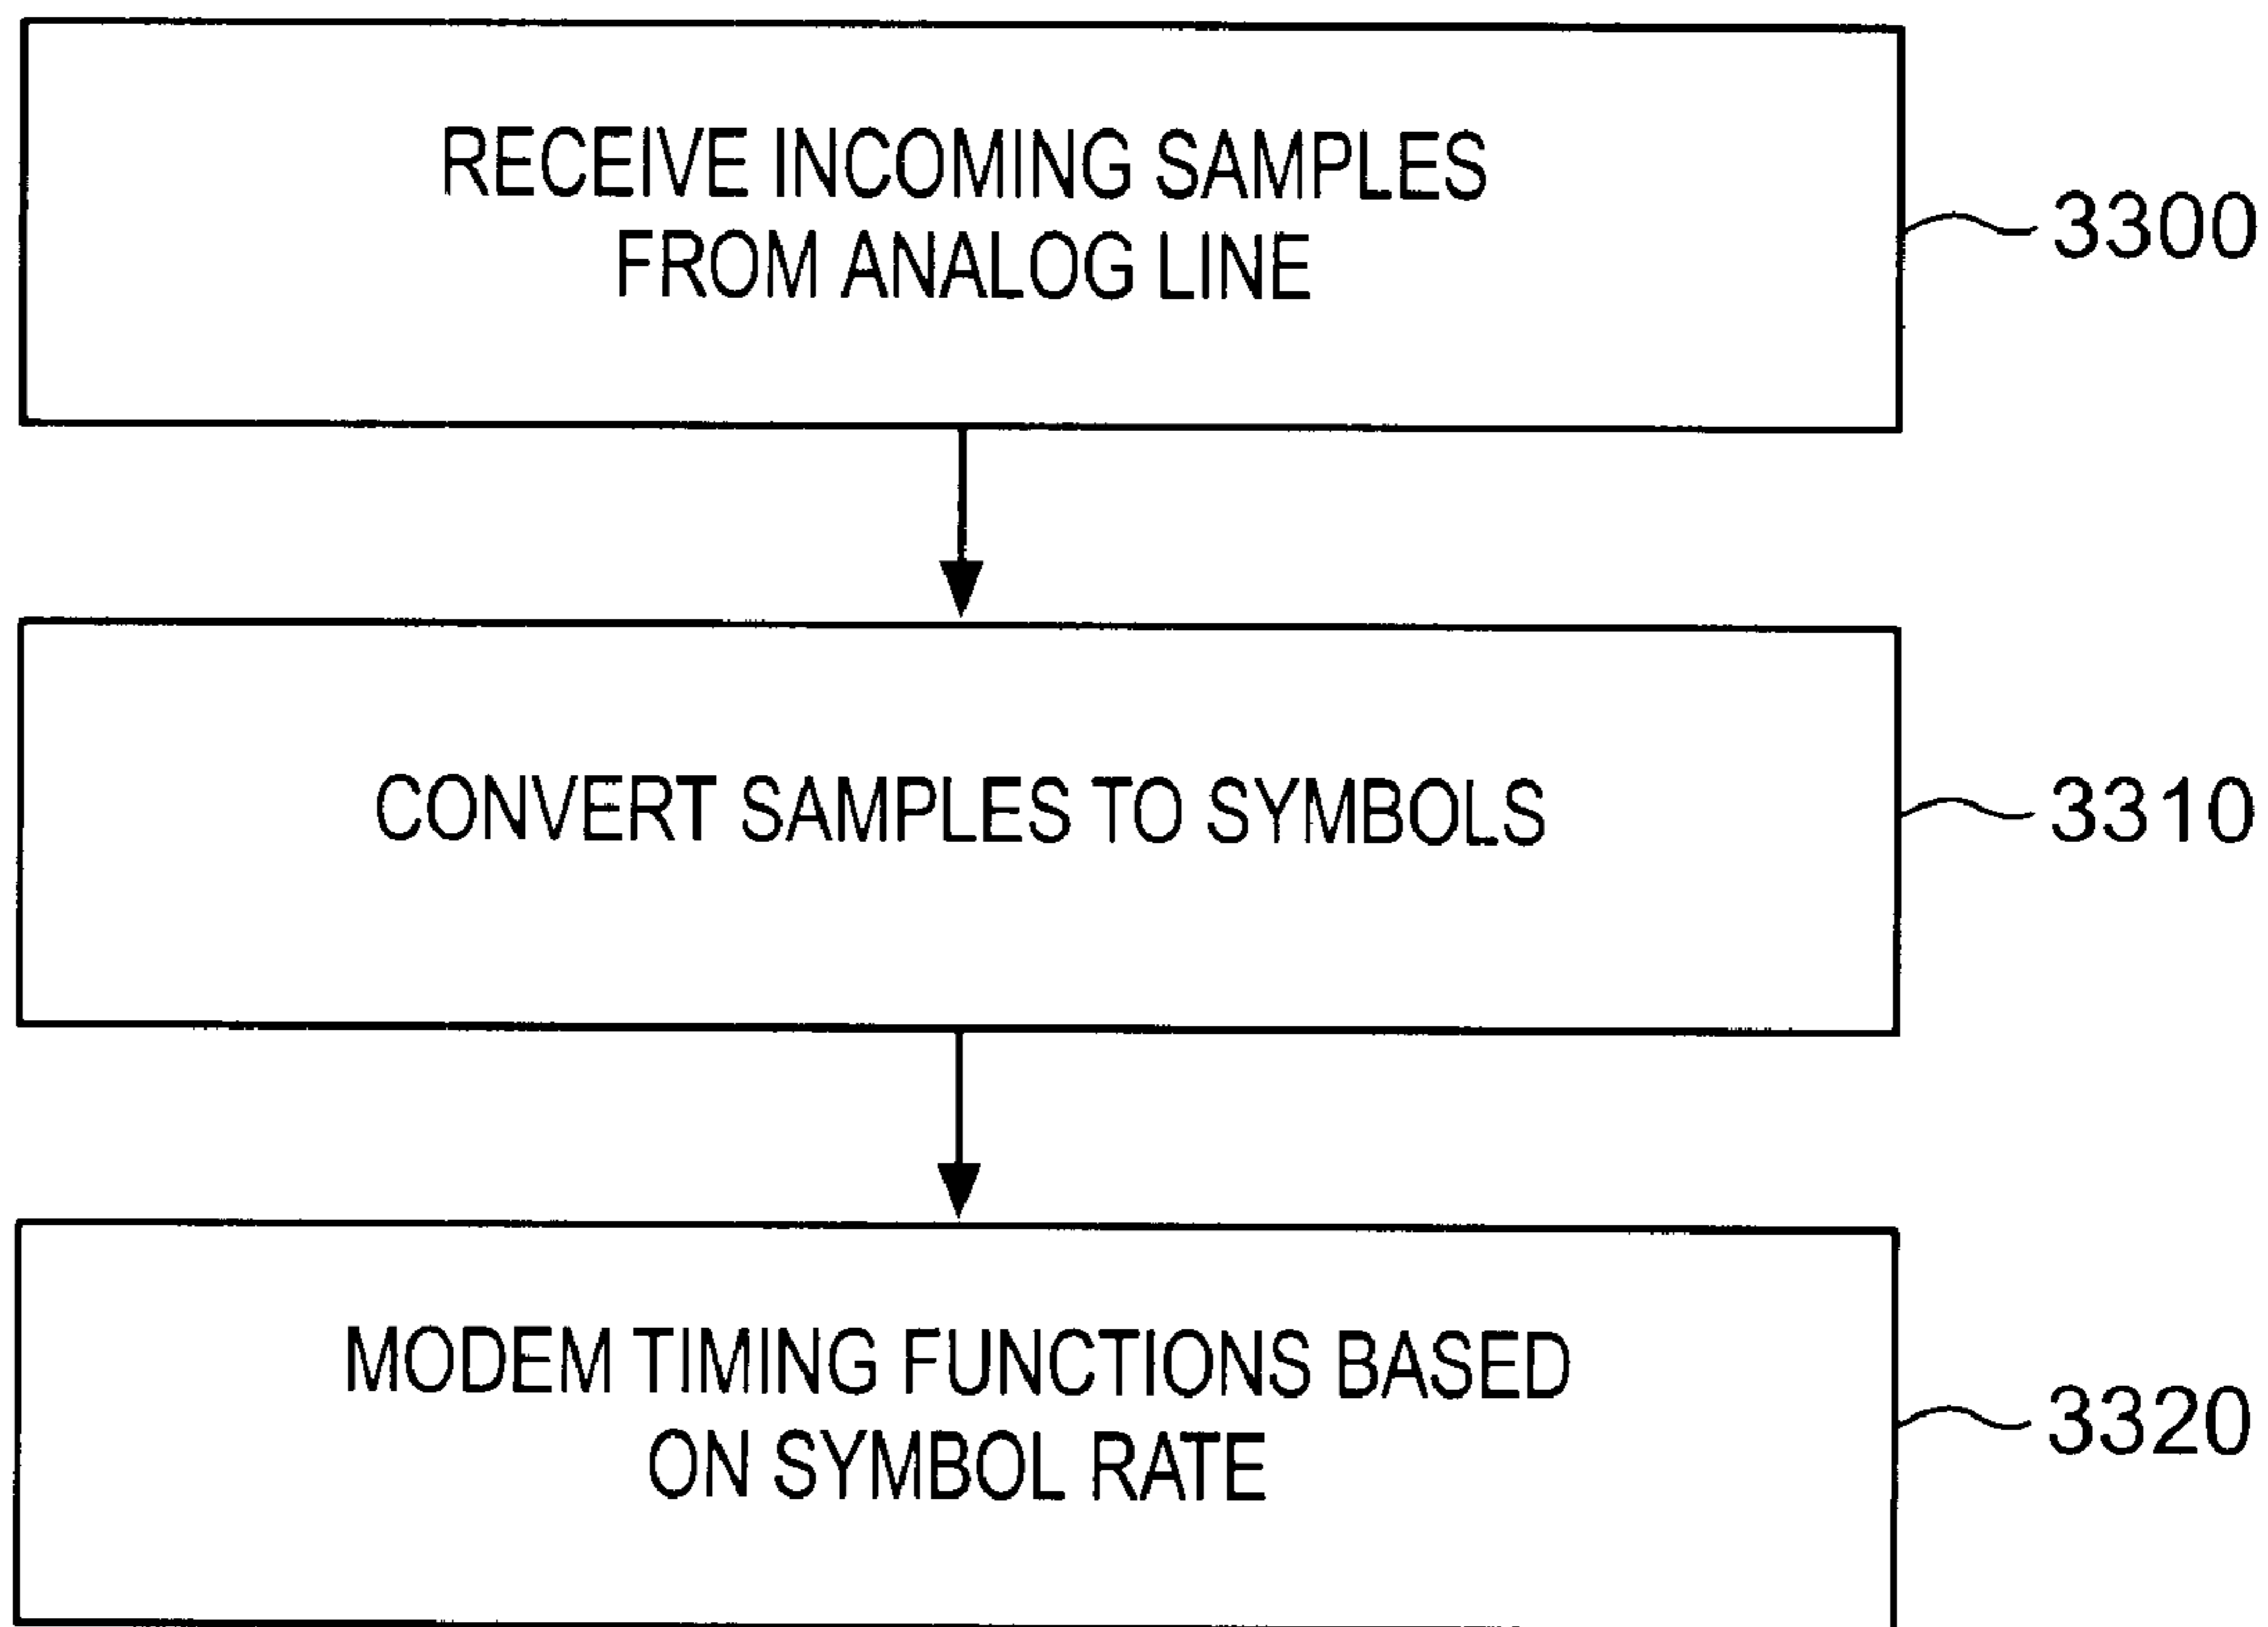 RECEIVE INCOMING SAMPLES
FROM ANALOG LINE
3300
CONVERT SAMPLES TO SYMBOLS
3310
MODEM TIMING FUNCTIONS BASED
ON SYMBOL RATE
3320